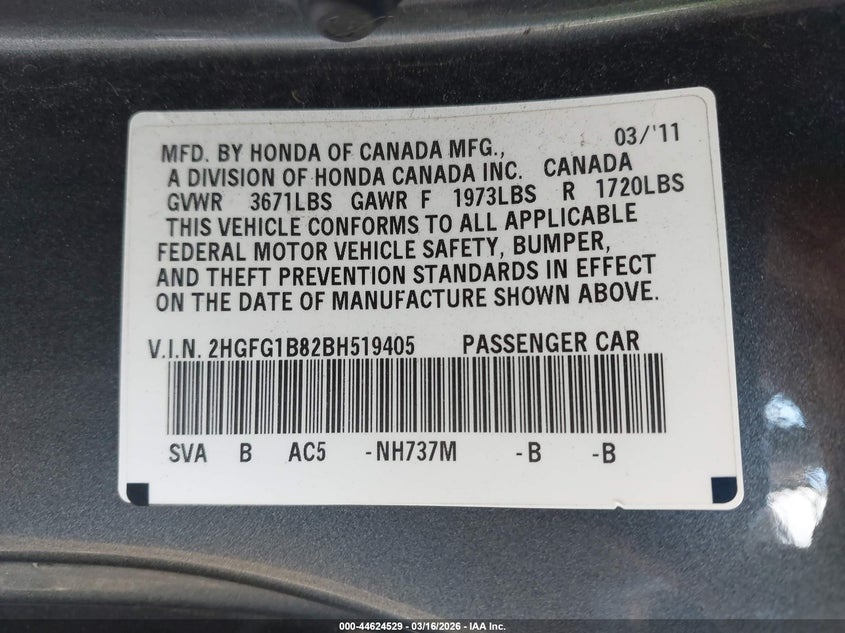 03/'11
MFD. BY HONDA OF CANADA MFG.,
A DIVISION OF HONDA CANADA INC. CANADA
GVWR 3671LBS GAWR F 1973LBS R 1720LBS
THIS VEHICLE CONFORMS TO ALL APPLICABLE
FEDERAL MOTOR VEHICLE SAFETY, BUMPER,
AND THEFT PREVENTION STANDARDS IN EFFECT
ON THE DATE OF MANUFACTURE SHOWN ABOVE.
V.I.N. 2HGFG1B82BH519405 PASSENGER CAR
SVA B AC5 -NH737M -B -B
000-44624529 - 03/16/2026 - IAA Inc.